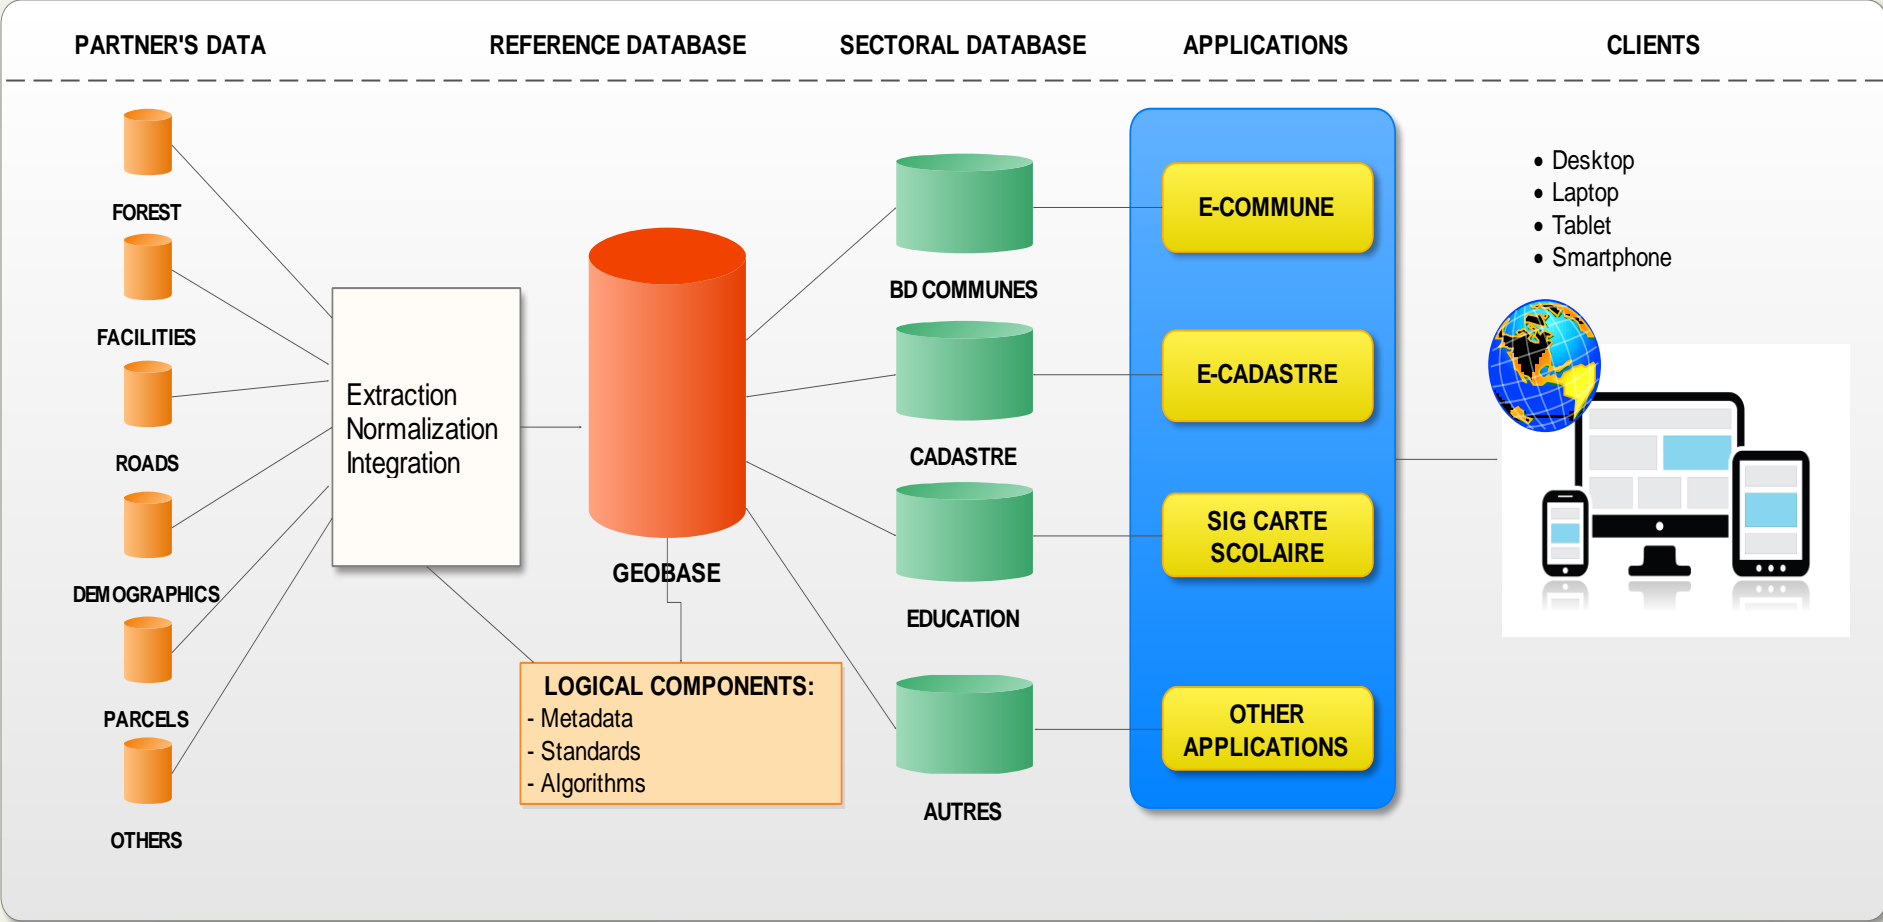 PARTNER'S DATA
REFERENCE DATABASE
SECTORAL DATABASE
APPLICATIONS
CLIENTS
FOREST
FACILITIES
ROADS
DEMOGRAPHICS
PARCELS
OTHERS
Extraction
Normalization
Integration
GEOBASE
LOGICAL COMPONENTS:
- Metadata
- Standards
- Algorithms
BD COMMUNES
CADASTRE
EDUCATION
AUTRES
E-COMMUNE
E-CADASTRE
SIG CARTE
SCOLAIRE
OTHER
APPLICATIONS
• Desktop
• Laptop
• Tablet
• Smartphone